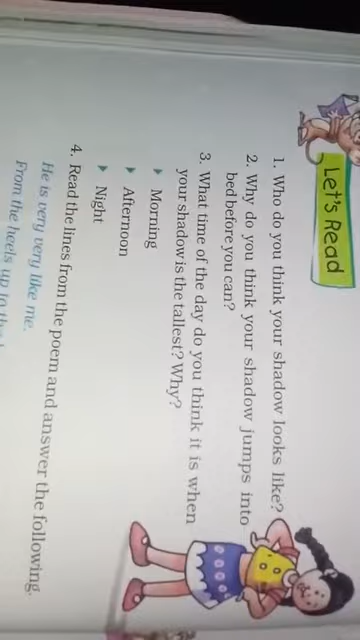 Let's Read
1. Who do you think your shadow looks like?
2. Why do you think your shadow jumps into
bed before you can?
3. What time of the day do you think it is when
your shadow is the tallest? Why?
Morning
Afternoon
Night
4. Read the lines from the poem and answer the following.
He is very very like me.
From the heels up to the